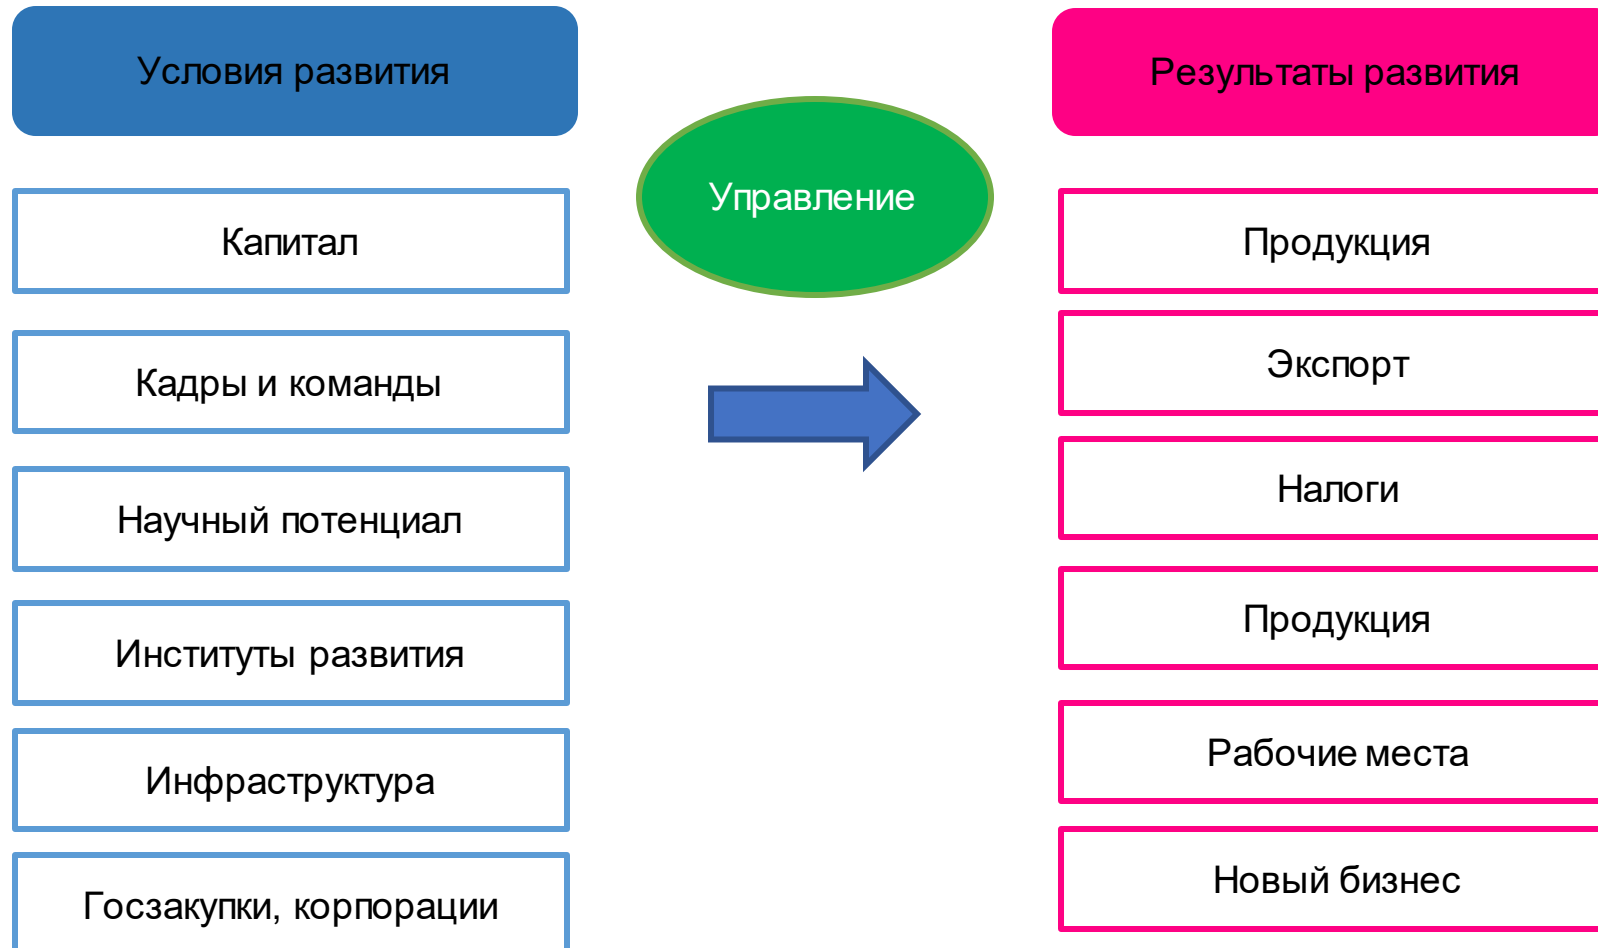 Условия развития
Капитал
Кадры и команды
Научный потенциал
Институты развития
Инфраструктура
Госзакупки, корпорации
Управление
Результаты развития
Продукция
Экспорт
Налоги
Продукция
Рабочие места
Новый бизнес